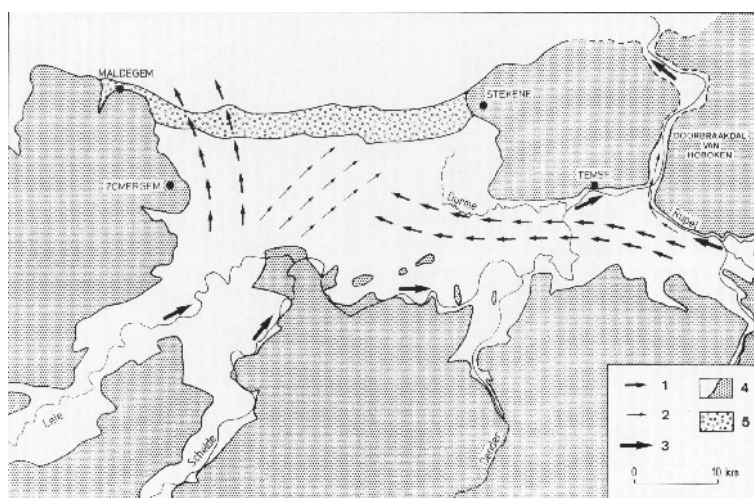 MALDEGEM
STEKENE
DOORBRAAKDAL
VAN
HOBOKEN
ZOMERGEM
TEMSE
Durme
Rupel
Leie
Schelde
Dender
1
2
3
4
5
0 10 km